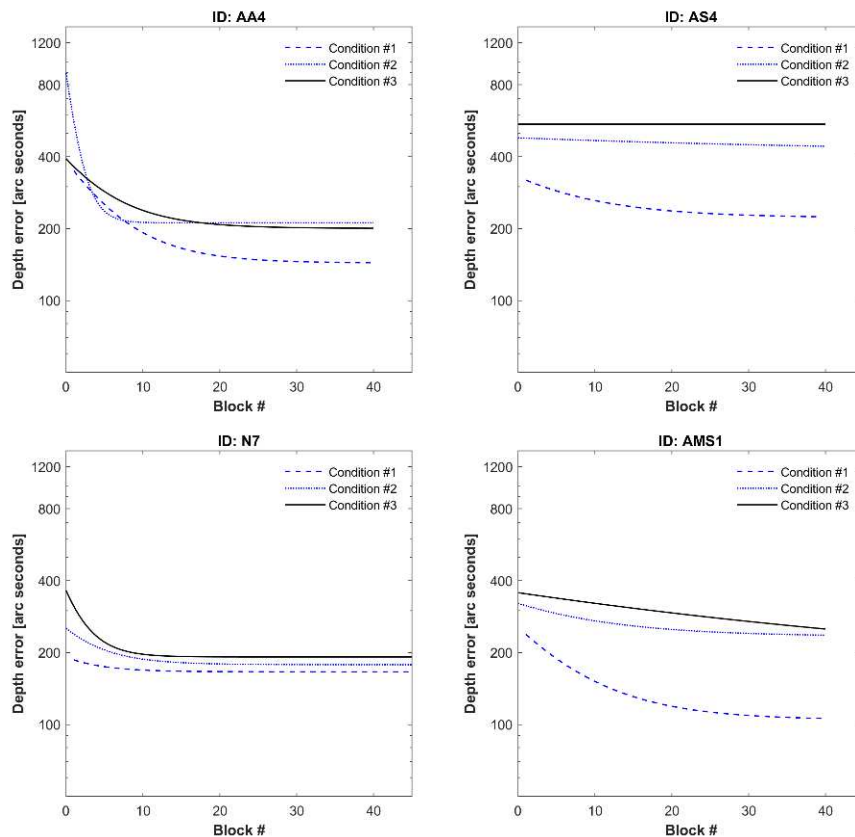 ID: AA4
1200
800
400
200
100
Depth error [arc seconds]
Condition #1
Condition #2
Condition #3
0
10
20
30
40
Block #
ID: AS4
1200
800
400
200
100
Depth error [arc seconds]
Condition #1
Condition #2
Condition #3
0
10
20
30
40
Block #
ID: N7
1200
800
400
200
100
Depth error [arc seconds]
Condition #1
Condition #2
Condition #3
0
10
20
30
40
Block #
ID: AMS1
1200
800
400
200
100
Depth error [arc seconds]
Condition #1
Condition #2
Condition #3
0
10
20
30
40
Block #